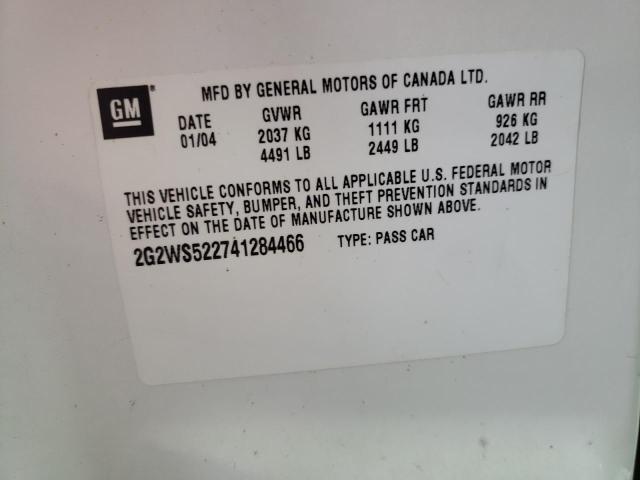 GM
MFD BY GENERAL MOTORS OF CANADA LTD.
DATE GVWR GAWR FRT GAWR RR
01/04 2037 KG 1111 KG 926 KG
4491 LB 2449 LB 2042 LB
THIS VEHICLE CONFORMS TO ALL APPLICABLE U.S. FEDERAL MOTOR
VEHICLE SAFETY, BUMPER, AND THEFT PREVENTION STANDARDS IN
EFFECT ON THE DATE OF MANUFACTURE SHOWN ABOVE.
2G2WS522741284466 TYPE: PASS CAR